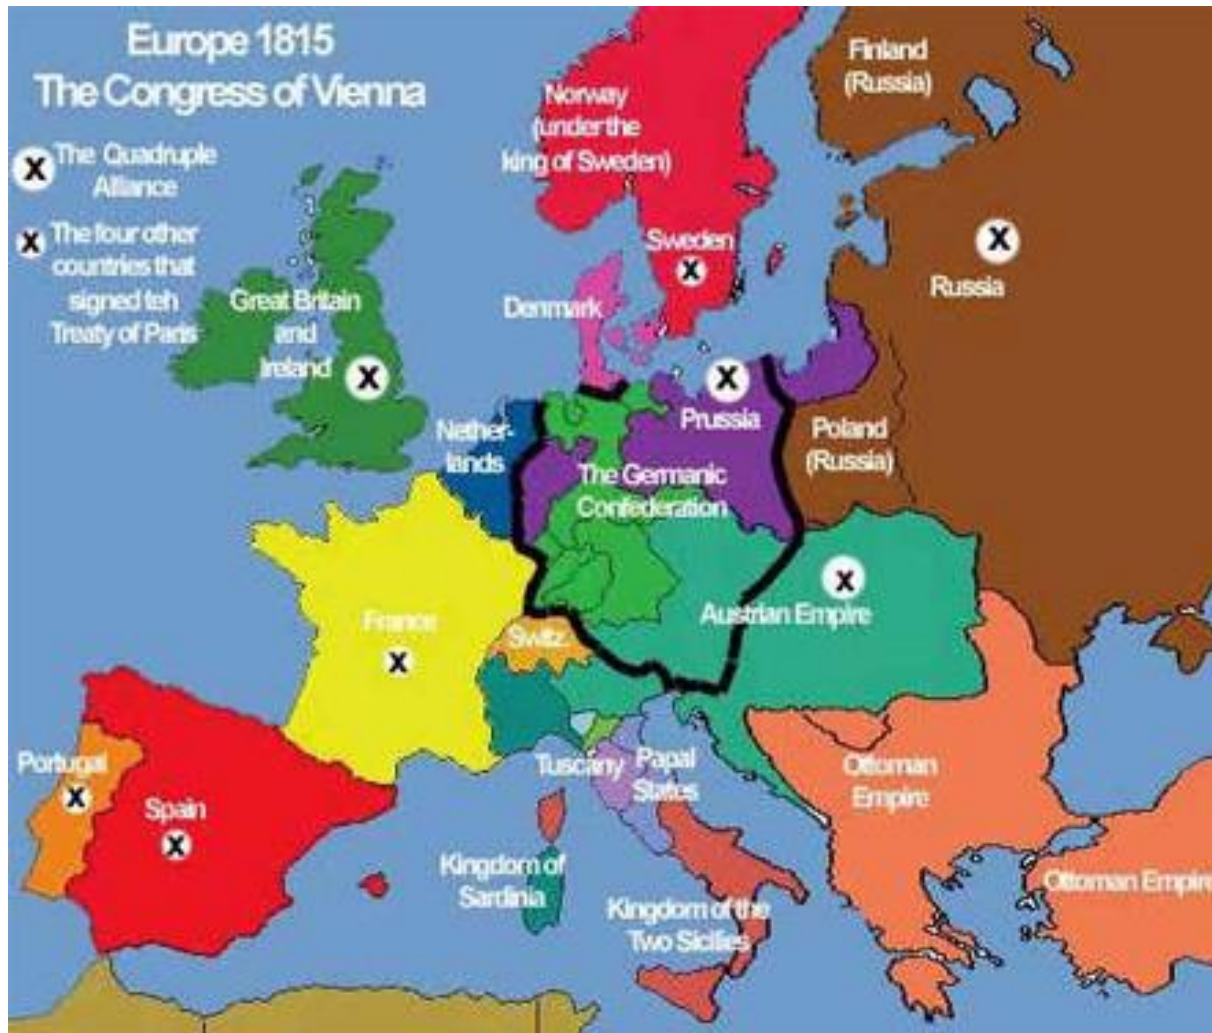 Europe 1815
The Congress of Vienna
X The Quadruple
Alliance
X The four other
countries that
signed teh
Treaty of Paris
Finland
(Russia)
Norway
(under the
king of Sweden)
X
Russia
Sweden
X
Great Britain
and
Ireland X
Denmark
X
Prussia
Nether-
lands
Poland
(Russia)
The Germanic
Confederation
X
Austrian Empire
France
X
Switz.
Portugal
X
Spain
X
Tuscany
Papal
States
Ottoman
Empire
Kingdom of
Sardinia
Kingdom of the
Two Sicilies
Ottoman Empire